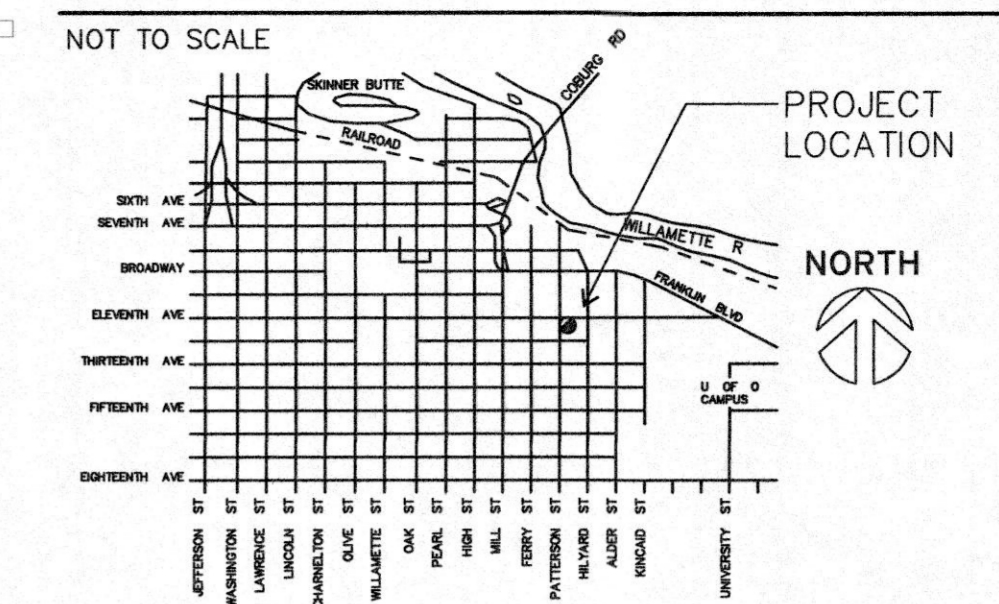 NOT TO SCALE
COBURG RD
SKINNER BUTTE
RAILROAD
PROJECT
LOCATION
SIXTH AVE
SEVENTH AVE
WILLAMETTE R
BROADWAY
FRANKLIN BLVD
NORTH
ELEVENTH AVE
THIRTEENTH AVE
U OF O
CAMPUS
FIFTEENTH AVE
EIGHTEENTH AVE
JEFFERSON ST
WASHINGTON ST
LAWRENCE ST
LINCOLN ST
CHARNELTON ST
OLIVE ST
WILLAMETTE ST
OAK ST
PEARL ST
HIGH ST
MILL ST
FERRY ST
PATTERSON ST
HILYARD ST
ALDER ST
KINCAID ST
UNIVERSITY ST